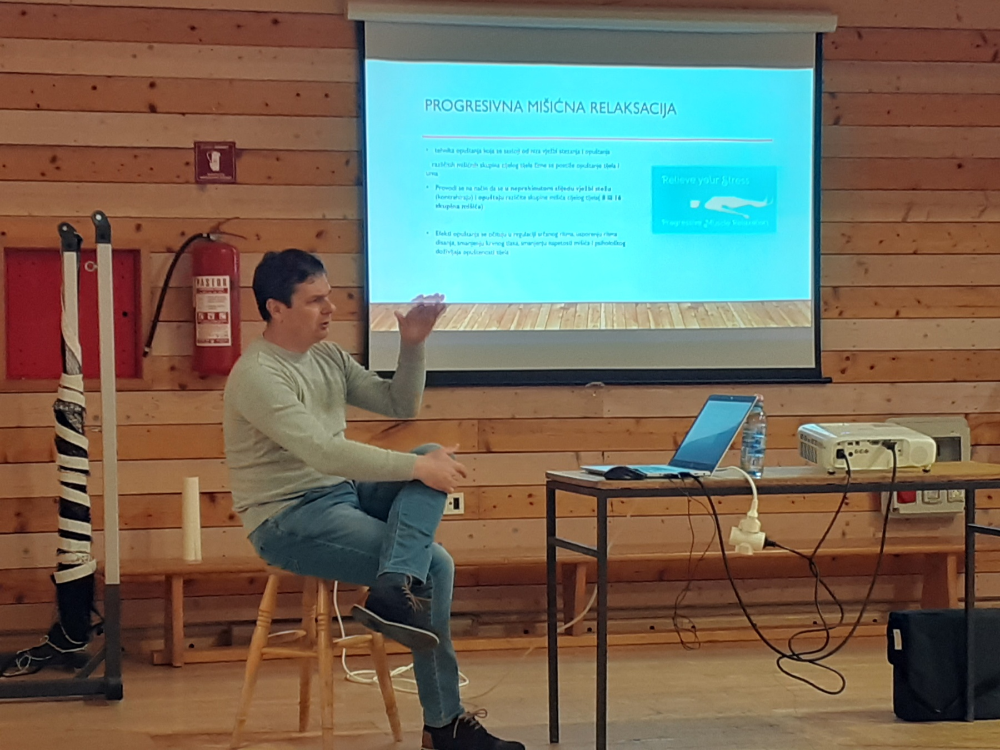 PROGRESIVNA MIŠIĆNA RELAKSACIJA
• tehnika opuštanja koja se sastoji od niza vježbi stezanja i opuštanja
različitih mišićnih skupina cijelog tijela čime se postiže opuštanje tijela i
uma
• Provodi se na način da se u neprekinutom slijedu vježbi stežu
(kontrahiraju) i opuštaju različite skupine mišića cijelog tijela( 8 ili 16
skupina mišića)
• Efekti opuštanja se očituju u regulaciji srčanog ritma, usporenju ritma
disanja, smanjenju krvnog tlaka, smanjenju napetosti mišića i psihološkog
doživljaja opuštenosti tijela
Relieve your Stress
Progressive Muscle Relaxation
PASTOR